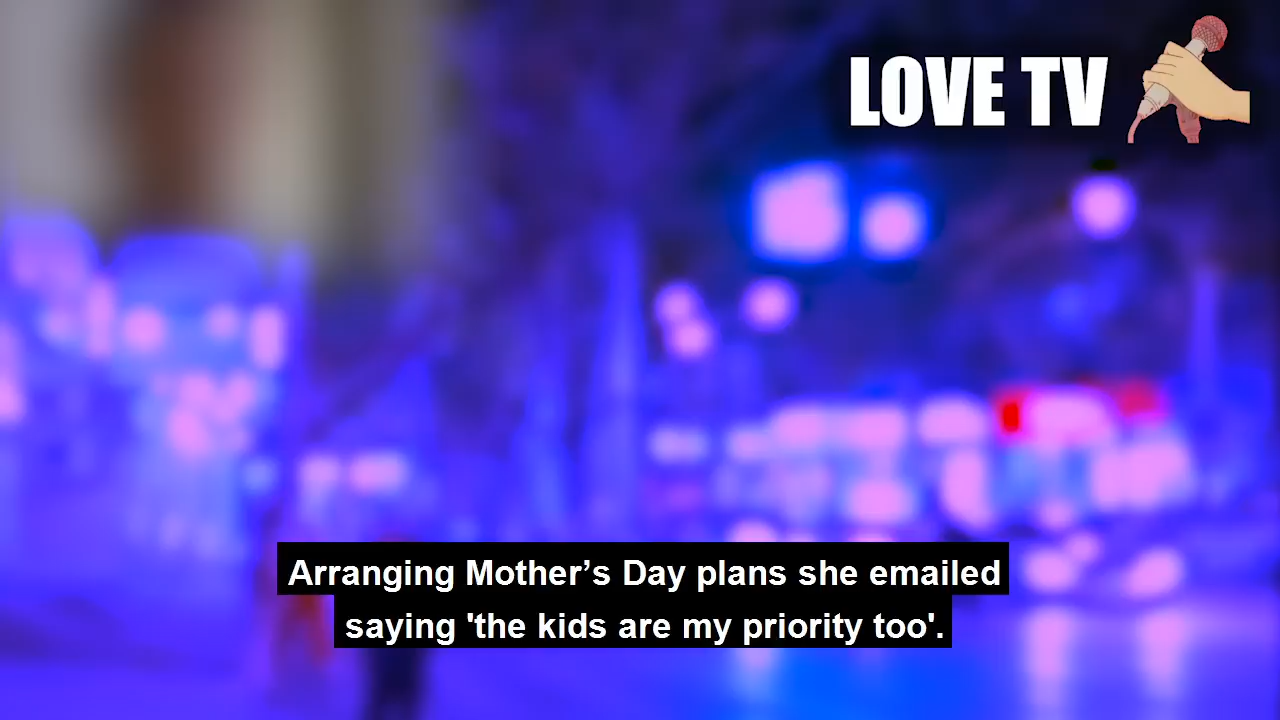 LOVE TV
Arranging Mother’s Day plans she emailed
saying 'the kids are my priority too'.